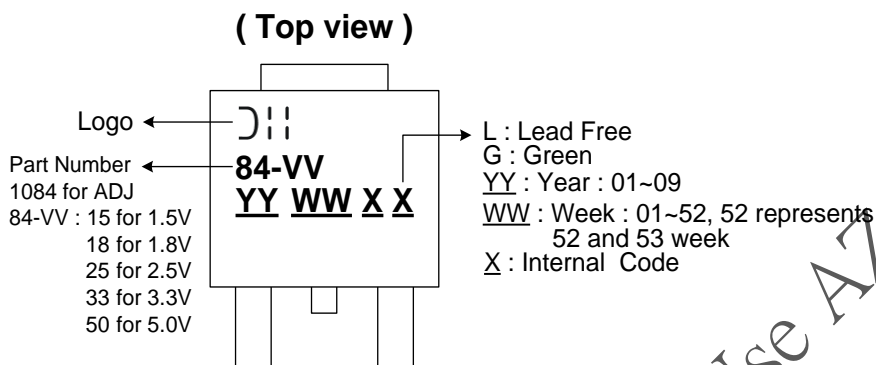 ( Top view )
Logo
84-VV
YY WW X X
Part Number
1084 for ADJ
84-VV : 15 for 1.5V
18 for 1.8V
25 for 2.5V
33 for 3.3V
50 for 5.0V
L : Lead Free
G : Green
YY : Year : 01~09
WW : Week : 01~52, 52 represents
52 and 53 week
X : Internal Code
Use AZ